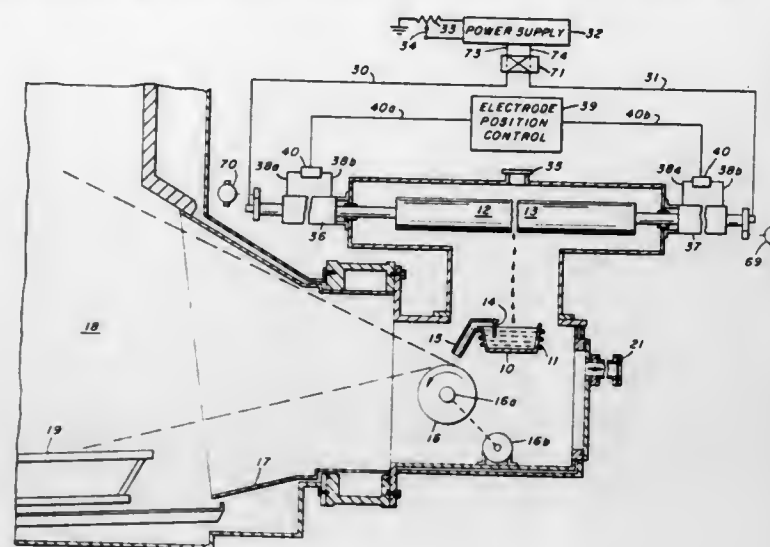 33
POWER SUPPLY
32
34
73
74
71
30
31
ELECTRODE
POSITION
CONTROL
39
40a
40b
40
40
38a
38b
35
38a
38b
70
12
13
36
37
69
14
15
18
10
11
21
16a
16
16b
19
17